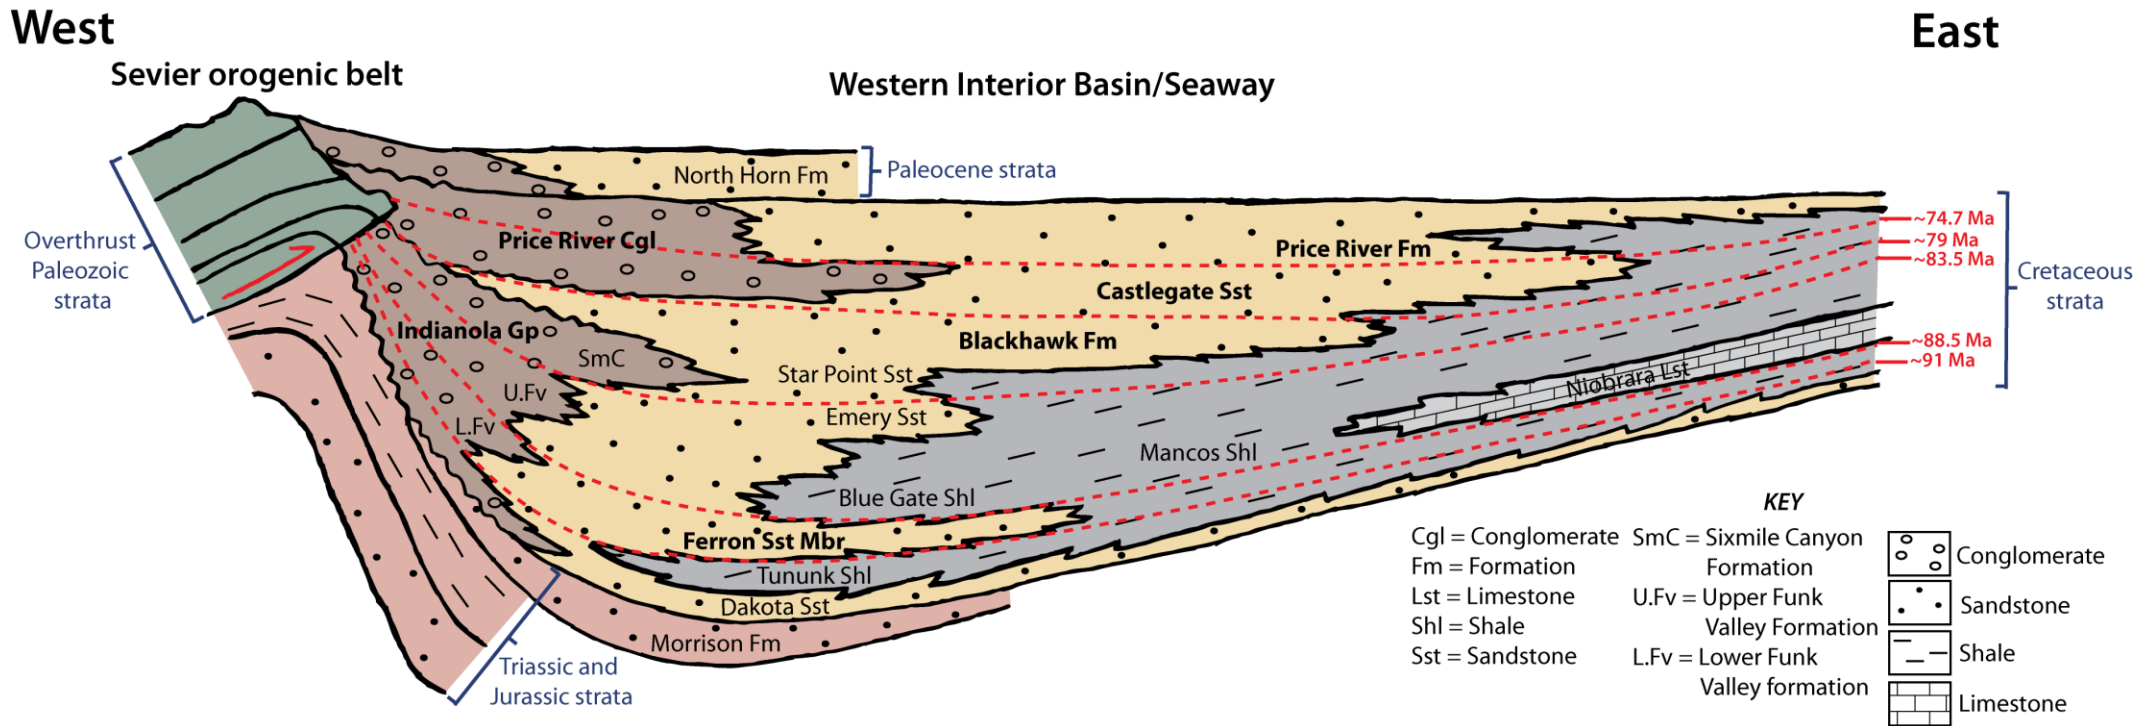 West
East
Sevier orogenic belt
Western Interior Basin/Seaway
North Horn Fm
Paleocene strata
Overthrust
Paleozoic
strata
Price River Cgl
Price River Fm
Castlegate Sst
Blackhawk Fm
Indianola Gp
SmC
U.Fv
L.Fv
Star Point Sst
Emery Sst
Niobrara Lst
Mancos Shl
Blue Gate Shl
Ferron Sst Mbr
Tununk Shl
Dakota Sst
Morrison Fm
Triassic and
Jurassic strata
~74.7 Ma
~79 Ma
~83.5 Ma
~88.5 Ma
~91 Ma
Cretaceous
strata
KEY
Cgl = Conglomerate
Fm = Formation
Lst = Limestone
Shl = Shale
Sst = Sandstone
SmC = Sixmile Canyon
Formation
U.Fv = Upper Funk
Valley Formation
L.Fv = Lower Funk
Valley formation
Conglomerate
Sandstone
Shale
Limestone